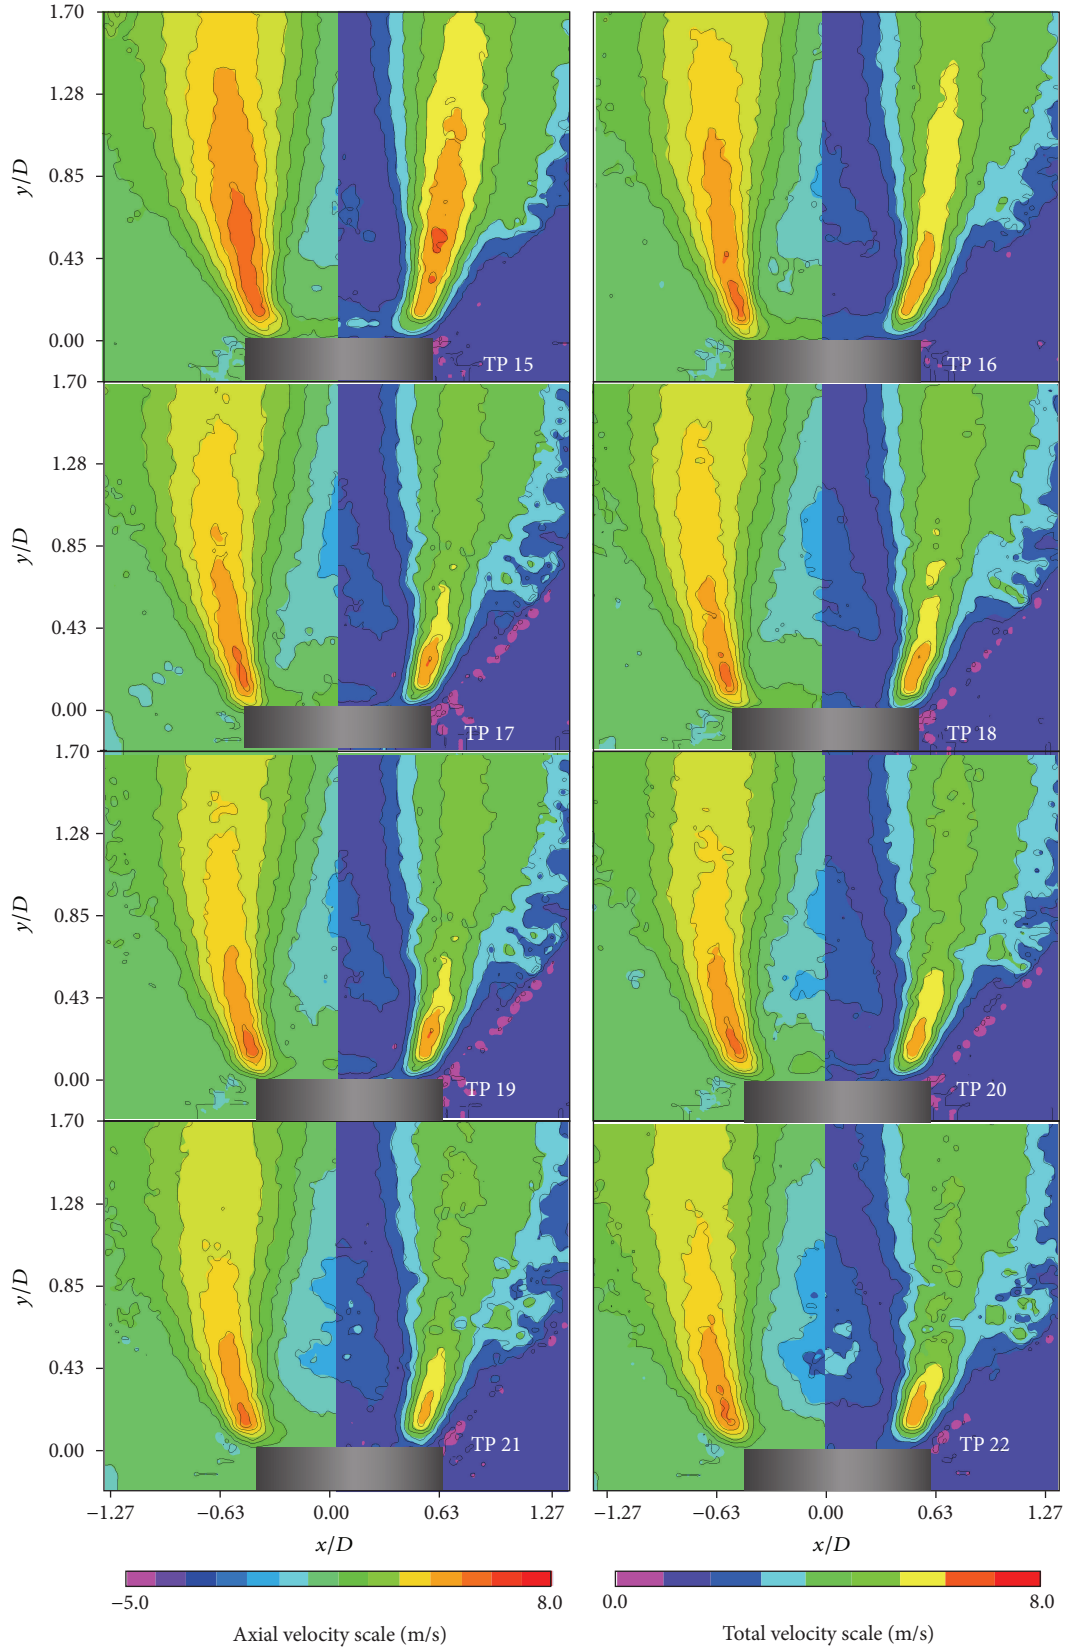 1.70
1.28
0.85
0.43
0.00
y/D
TP 15
TP 16
1.70
1.28
0.85
0.43
0.00
y/D
TP 17
TP 18
1.70
1.28
0.85
0.43
0.00
y/D
TP 19
TP 20
1.70
1.28
0.85
0.43
0.00
y/D
TP 21
TP 22
−1.27 −0.63 0.00 0.63 1.27
x/D
−1.27 −0.63 0.00 0.63 1.27
x/D
−5.0 8.0
Axial velocity scale (m/s)
0.0 8.0
Total velocity scale (m/s)